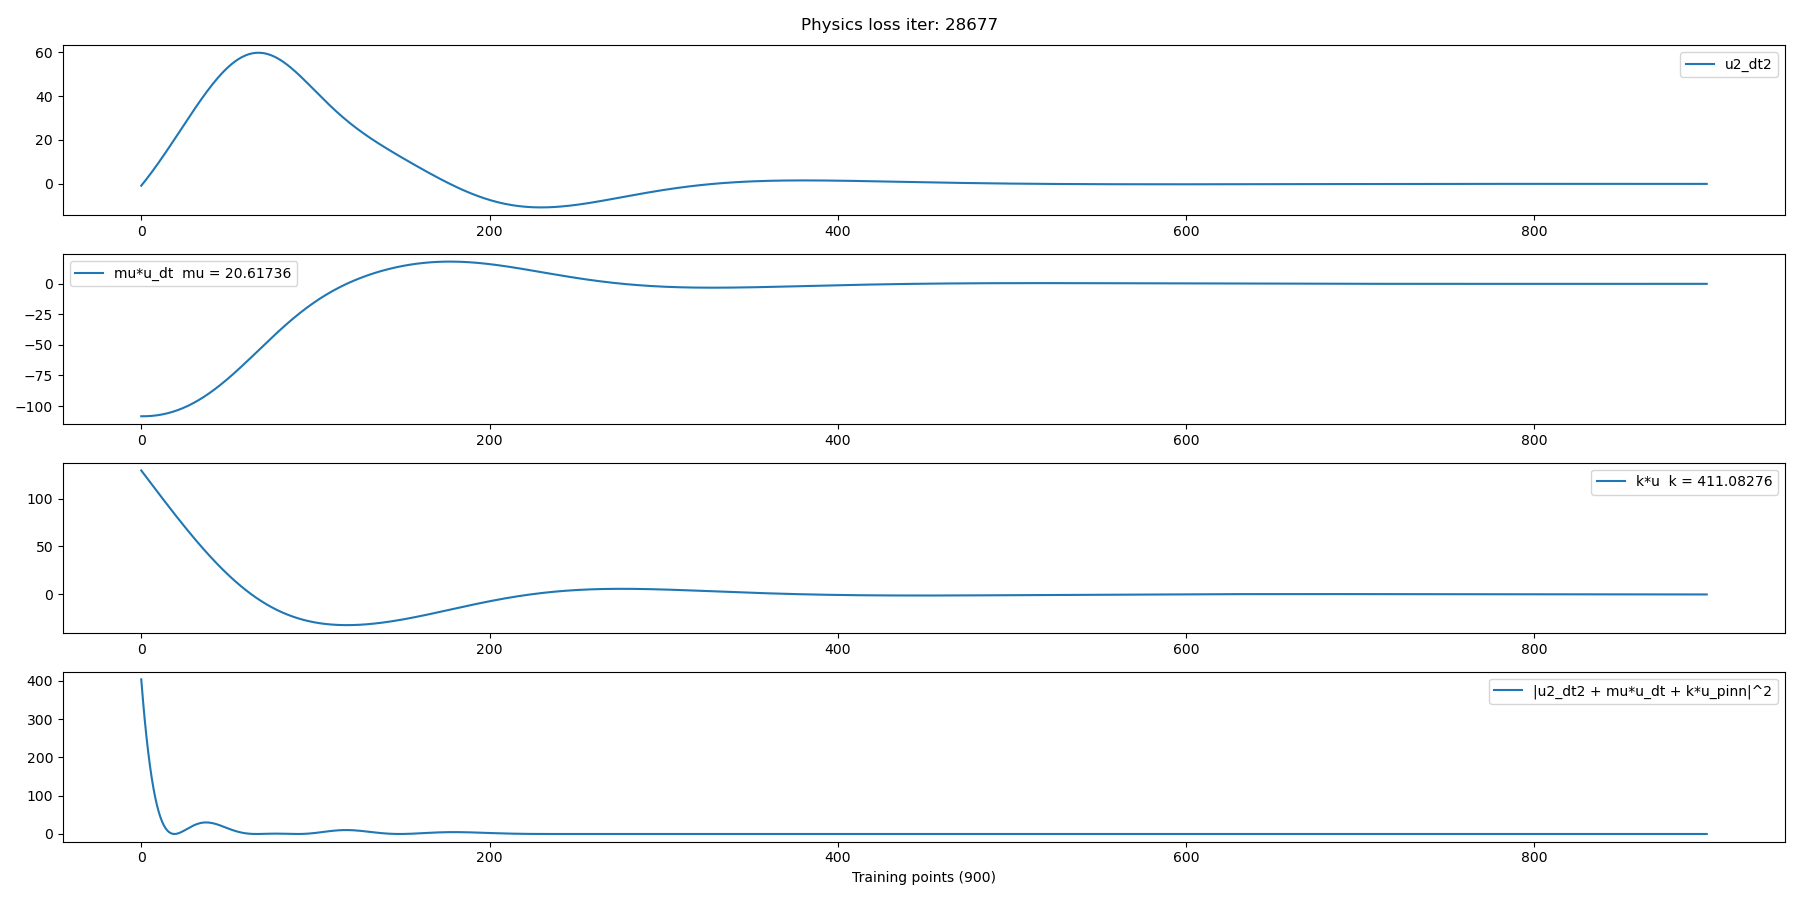 Physics loss iter: 28677
60
40
20
0
u2_dt2
0 200 400 600 800
0
−25
−50
−75
−100
mu*u_dt  mu = 20.61736
0 200 400 600 800
100
50
0
k*u  k = 411.08276
0 200 400 600 800
400
300
200
100
0
|u2_dt2 + mu*u_dt + k*u_pinn|^2
0 200 400 600 800
Training points (900)